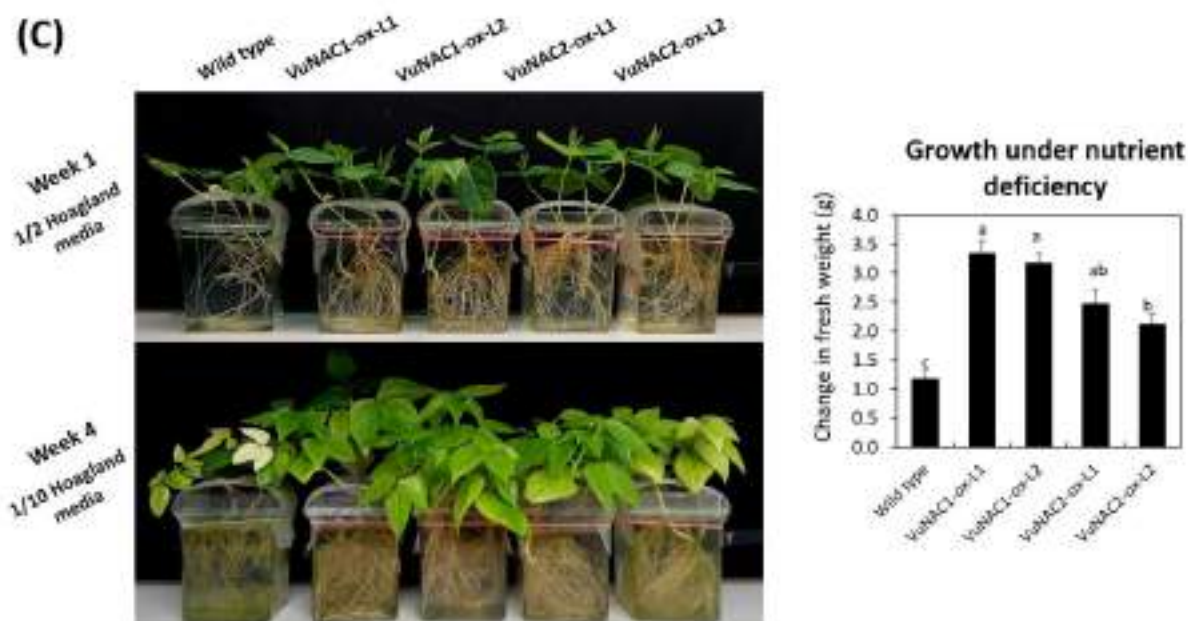 (C)
Wild type
VuNAC1-ox-L1
VuNAC1-ox-L2
VuNAC2-ox-L1
VuNAC2-ox-L2
Week 1
1/2 Hoagland
media
Week 4
1/10 Hoagland
media
Growth under nutrient
deficiency
Change in fresh weight (g)
4.0
3.5
3.0
2.5
2.0
1.5
1.0
0.5
0.0
c
a
a
ab
b
Wild type
VuNAC1-ox-L1
VuNAC1-ox-L2
VuNAC2-ox-L1
VuNAC2-ox-L2